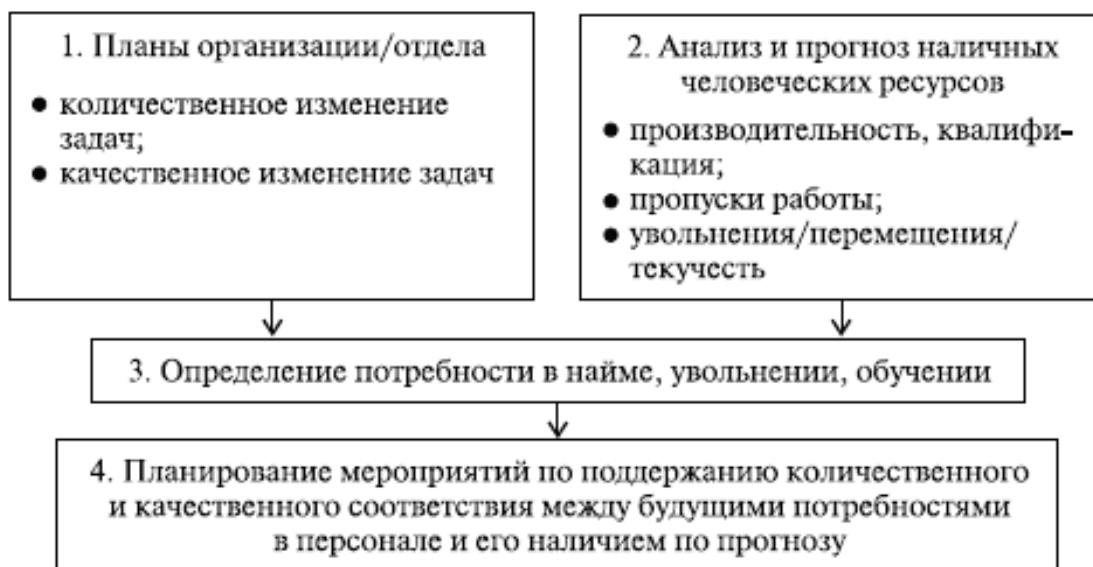 1. Планы организации/отдела
● количественное изменение
задач;
● качественное изменение задач
2. Анализ и прогноз наличных
человеческих ресурсов
● производительность, квалифи-
кация;
● пропуски работы;
● увольнения/перемещения/
текучесть
3. Определение потребности в найме, увольнении, обучении
4. Планирование мероприятий по поддержанию количественного
и качественного соответствия между будущими потребностями
в персонале и его наличием по прогнозу